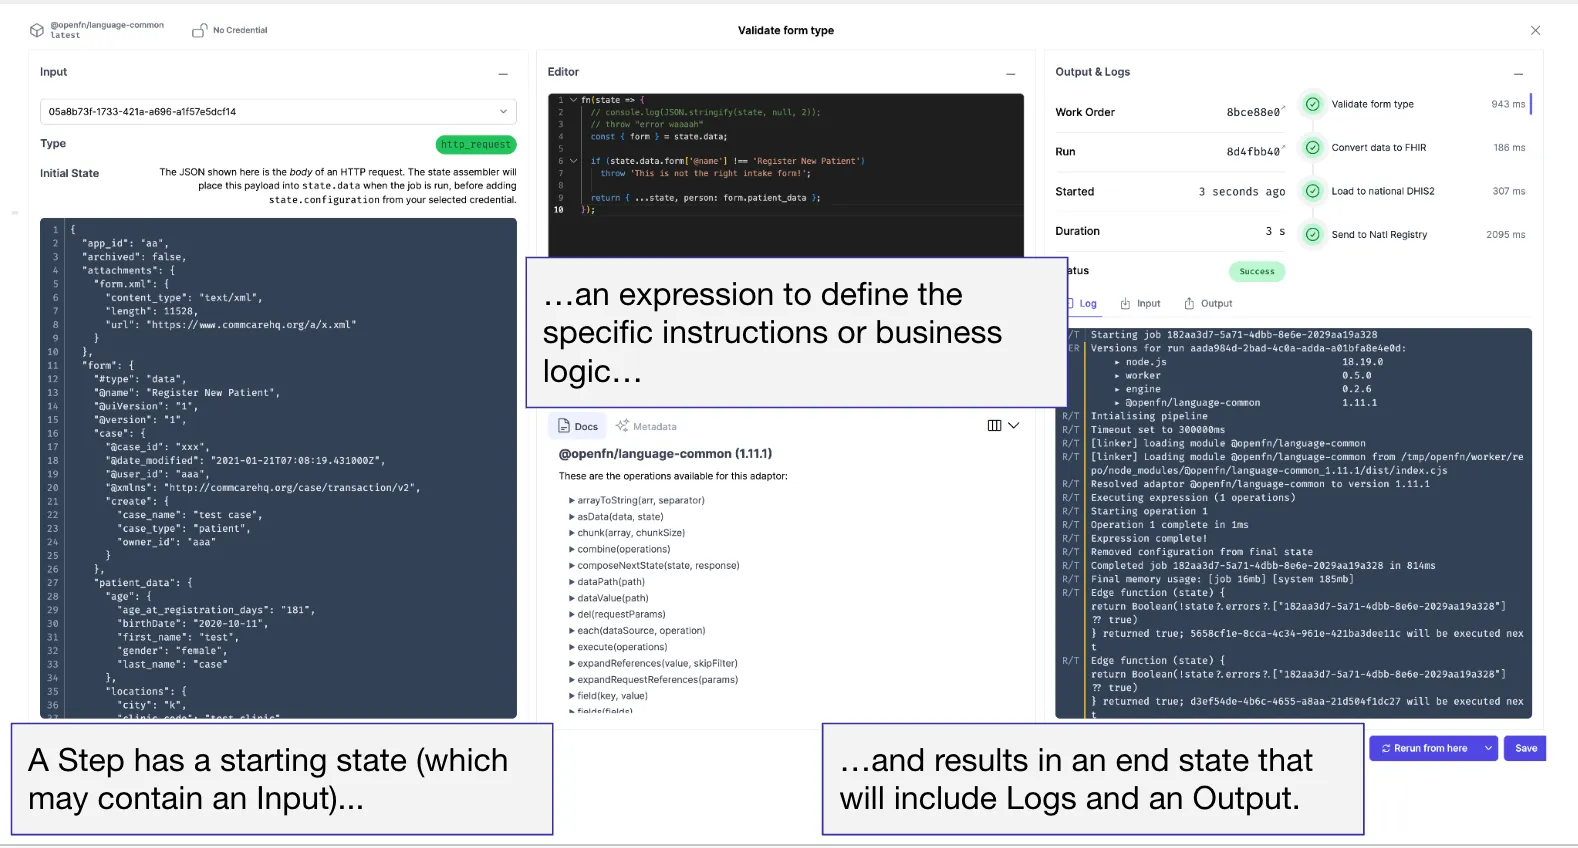 @openfn/language-common
latest
No Credential
Validate form type
Input
05a8b73f-1733-421a-a696-a1f57e5dcf14
Type
http_request
Initial State
The JSON shown here is the body of an HTTP request. The state assembler will
place this payload into state.data when the job is run, before adding
state.configuration from your selected credential.
1 {
2 "app_id": "aa",
3 "archived": false,
4 "attachments": {
5 "form.xml": {
6 "content_type": "text/xml",
7 "length": 11528,
8 "url": "https://www.commcarehq.org/a/x.xml"
9 }
10 },
11 "form": {
12 "#type": "data",
13 "@name": "Register New Patient",
14 "@uiVersion": "1",
15 "@version": "1",
16 "case": {
17 "@case_id": "xxx",
18 "@date_modified": "2021-01-21T07:08:19.431000Z",
19 "@user_id": "aaa",
20 "@xmlns": "http://commcarehq.org/case/transaction/v2",
21 "create": {
22 "case_name": "test case",
23 "case_type": "patient",
24 "owner_id": "aaa"
25 }
26 },
27 "patient_data": {
28 "age": {
29 "age_at_registration_days": "181",
30 "birthDate": "2020-10-11",
31 "first_name": "test",
32 "gender": "female",
33 "last_name": "case"
34 },
35 "locations": {
36 "city": "k",
37 "clinic_code": "test clinic"
A Step has a starting state (which
may contain an Input)...
Editor
1 fn(state => {
2 // console.log(JSON.stringify(state, null, 2));
3 // throw "error waaaah"
4 const { form } = state.data;
5
6 if (state.data.form['@name'] !== 'Register New Patient')
7 throw 'This is not the right intake form!';
8
9 return { ...state, person: form.patient_data };
10 });
…an expression to define the
specific instructions or business
logic…
Docs
Metadata
@openfn/language-common (1.11.1)
These are the operations available for this adaptor:
arrayToString(arr, separator)
asData(data, state)
chunk(array, chunkSize)
combine(operations)
composeNextState(state, response)
dataPath(path)
dataValue(path)
del(requestParams)
each(dataSource, operation)
execute(operations)
expandReferences(value, skipFilter)
expandRequestReferences(params)
field(key, value)
fields(fields)
Output & Logs
Work Order 8bce88e0
Run 8d4fbb40
Started 3 seconds ago
Duration 3 s
atus Success
Validate form type 943 ms
Convert data to FHIR 186 ms
Load to national DHIS2 307 ms
Send to Natl Registry 2095 ms
Log Input Output
/T Starting job 182aa3d7-5a71-4dbb-8e6e-2029aa19a328
ER Versions for run aada984d-2bad-4c0a-adda-a01bfa8e4e0d:
▸ node.js 18.19.0
▸ worker 0.5.0
▸ engine 0.2.6
▸ @openfn/language-common 1.11.1
R/T Intialising pipeline
R/T Timeout set to 300000ms
R/T [linker] loading module @openfn/language-common
R/T [linker] Loading module @openfn/language-common from /tmp/openfn/worker/re
po/node_modules/@openfn/language-common_1.11.1/dist/index.cjs
R/T Resolved adaptor @openfn/language-common to version 1.11.1
R/T Executing expression (1 operations)
R/T Starting operation 1
R/T Operation 1 complete in 1ms
R/T Expression complete!
R/T Removed configuration from final state
R/T Completed job 182aa3d7-5a71-4dbb-8e6e-2029aa19a328 in 814ms
R/T Final memory usage: [job 16mb] [system 185mb]
R/T Edge function (state) {
return Boolean(!state?.errors?.["182aa3d7-5a71-4dbb-8e6e-2029aa19a328"]
?? true)
} returned true; 5658cf1e-8cca-4c34-961e-421ba3dee11c will be executed nex
t
R/T Edge function (state) {
return Boolean(!state?.errors?.["182aa3d7-5a71-4dbb-8e6e-2029aa19a328"]
?? true)
} returned true; d3ef54de-4b6c-4655-a8aa-21d504f1dc27 will be executed nex
t
…and results in an end state that
will include Logs and an Output.
Rerun from here
Save